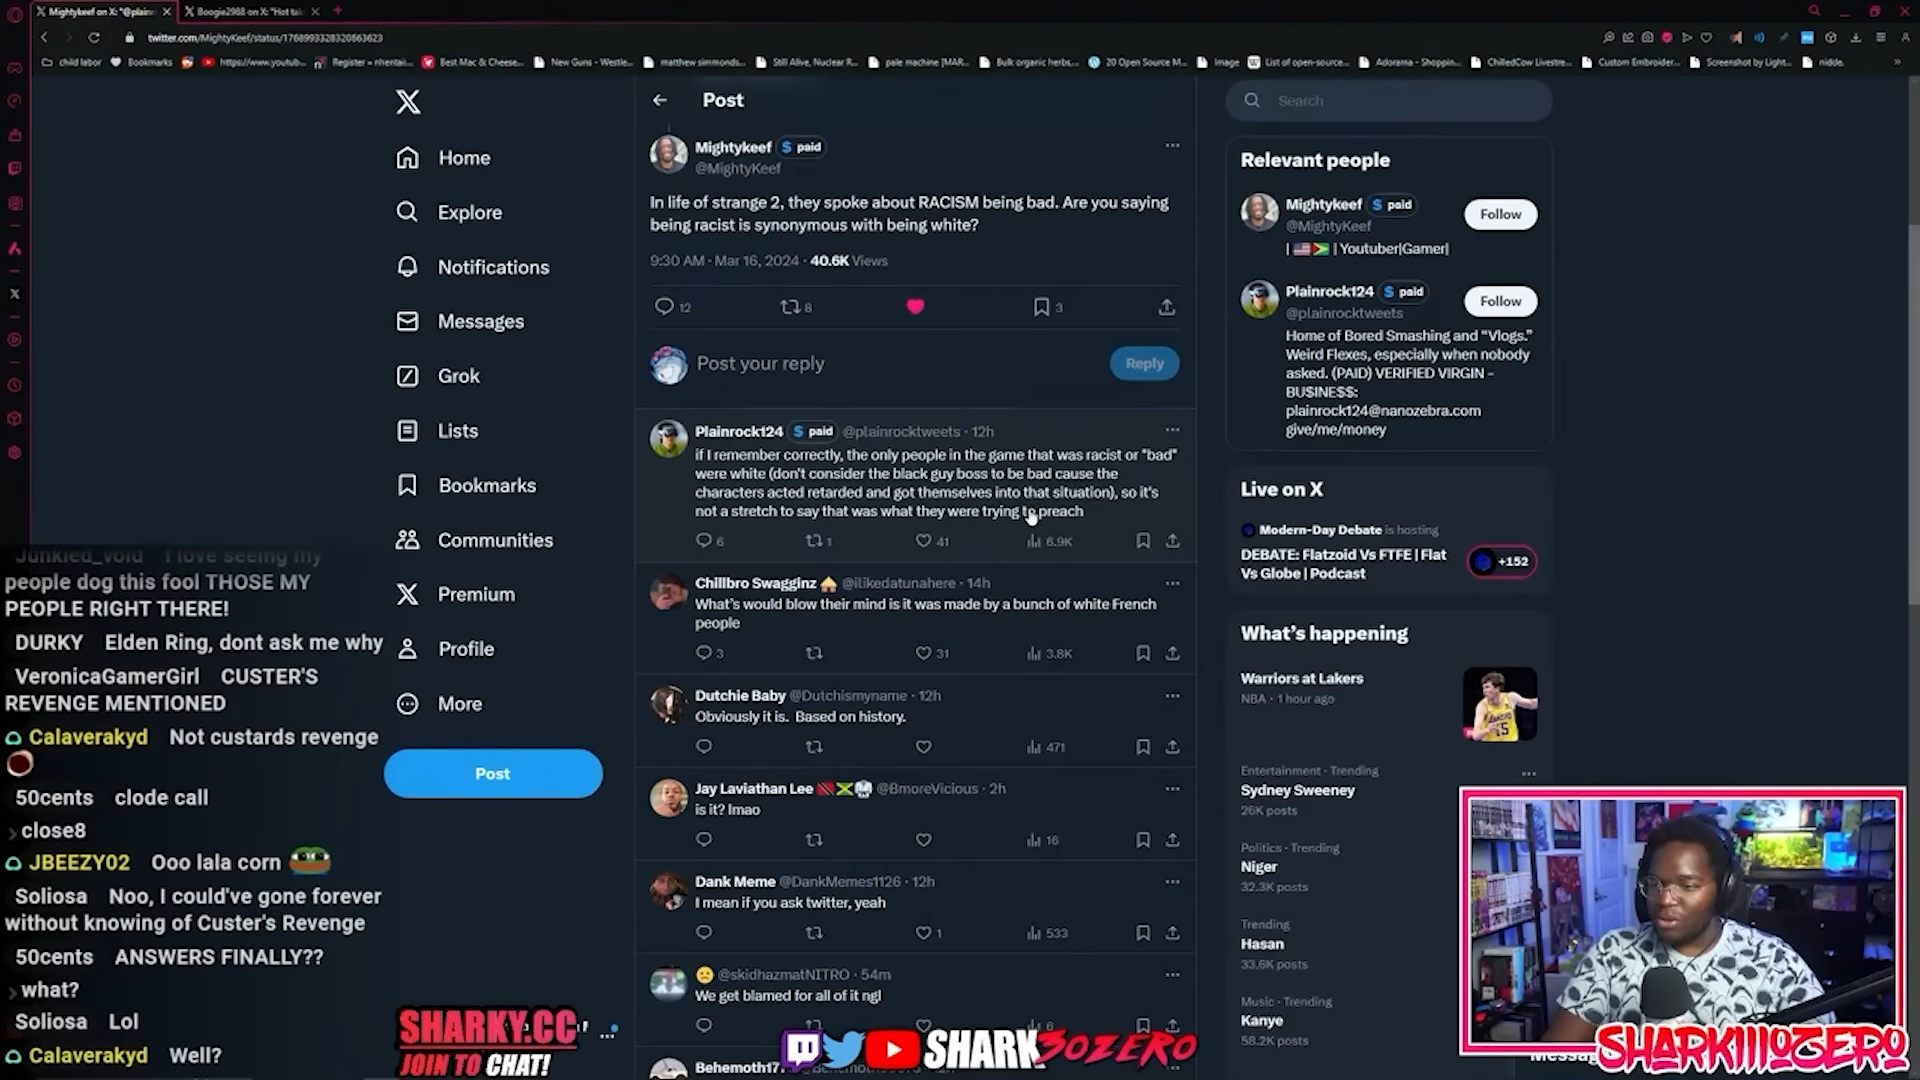 Mightykeef on X: "@plain
Boogie2988 on X: "Hot tak
twitter.com/MightyKeef/status/1768993328320863623
child labor
Bookmarks
https://www.youtub...
Register = nhentai...
Best Mac & Cheese...
New Guns - Westle...
matthew simmonds...
Still Alive, Nuclear R...
pale machine [MAR...
Bulk organic herbs,...
20 Open Source M...
Image
List of open-source...
Adorama - Shoppin...
ChilledCow Livestre...
Custom Embroider...
Screenshot by Light...
nidde.
Home
Explore
Notifications
Messages
Grok
Lists
Bookmarks
Communities
Premium
Profile
More
Post
Post
Mightykeef paid
@MightyKeef
In life of strange 2, they spoke about RACISM being bad. Are you saying
being racist is synonymous with being white?
9:30 AM · Mar 16, 2024 · 40.6K Views
12
8
3
Post your reply
Reply
Plainrock124 paid @plainrocktweets · 12h
if I remember correctly, the only people in the game that was racist or "bad"
were white (don't consider the black guy boss to be bad cause the
characters acted retarded and got themselves into that situation), so it's
not a stretch to say that was what they were trying to preach
6
1
41
6.9K
Chillbro Swagginz @ilikedatunahere · 14h
What's would blow their mind is it was made by a bunch of white French
people
3
31
3.8K
Dutchie Baby @Dutchismyname · 12h
Obviously it is. Based on history.
471
Jay Laviathan Lee @BmoreVicious · 2h
is it? lmao
16
Dank Meme @DankMemes1126 · 12h
I mean if you ask twitter, yeah
1
533
@skidhazmatNITRO · 54m
We get blamed for all of it ngl
6
Search
Relevant people
Mightykeef paid
@MightyKeef
Follow
| | Youtuber|Gamer|
Plainrock124 paid
@plainrocktweets
Follow
Home of Bored Smashing and "Vlogs."
Weird Flexes, especially when nobody
asked. (PAID) VERIFIED VIRGIN -
BU$INE$$:
plainrock124@nanozebra.com
give/me/money
Live on X
Modern-Day Debate is hosting
DEBATE: Flatzoid Vs FTFE | Flat
Vs Globe | Podcast
+152
What's happening
Warriors at Lakers
NBA · 1 hour ago
Entertainment · Trending
Sydney Sweeney
26K posts
Politics · Trending
Niger
32.3K posts
Trending
Hasan
33.6K posts
Music · Trending
Kanye
58.2K posts
Junkied_void I love seeing my
people dog this fool THOSE MY
PEOPLE RIGHT THERE!
DURKY Elden Ring, dont ask me why
VeronicaGamerGirl CUSTER'S
REVENGE MENTIONED
Calaverakyd Not custards revenge
50cents clode call
close8
JBEEZY02 Ooo lala corn
Soliosa Noo, I could've gone forever
without knowing of Custer's Revenge
50cents ANSWERS FINALLY??
what?
Soliosa Lol
Calaverakyd Well?
SHARKY.CC
JOIN TO CHAT!
SHARK3OZERO
SHARKIIIOZERO